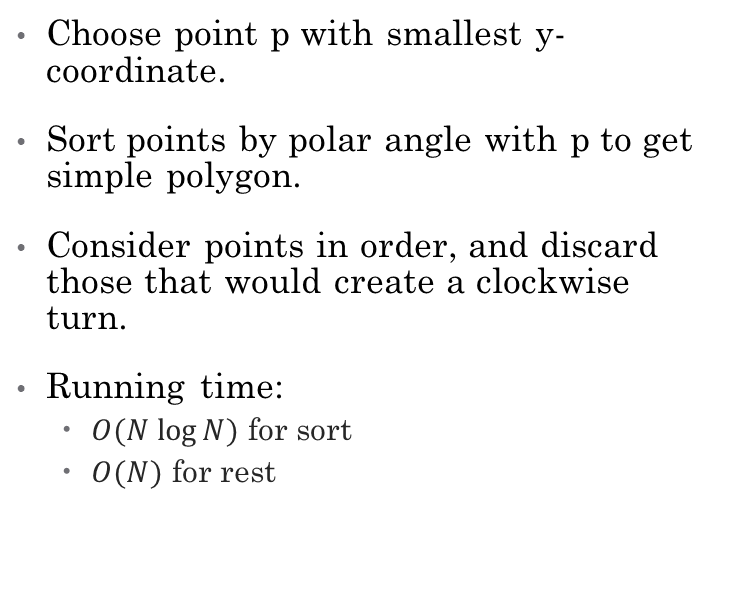 • Choose point p with smallest y-
coordinate.
• Sort points by polar angle with p to get
simple polygon.
• Consider points in order, and discard
those that would create a clockwise
turn.
• Running time:
• O(N log N) for sort
• O(N) for rest